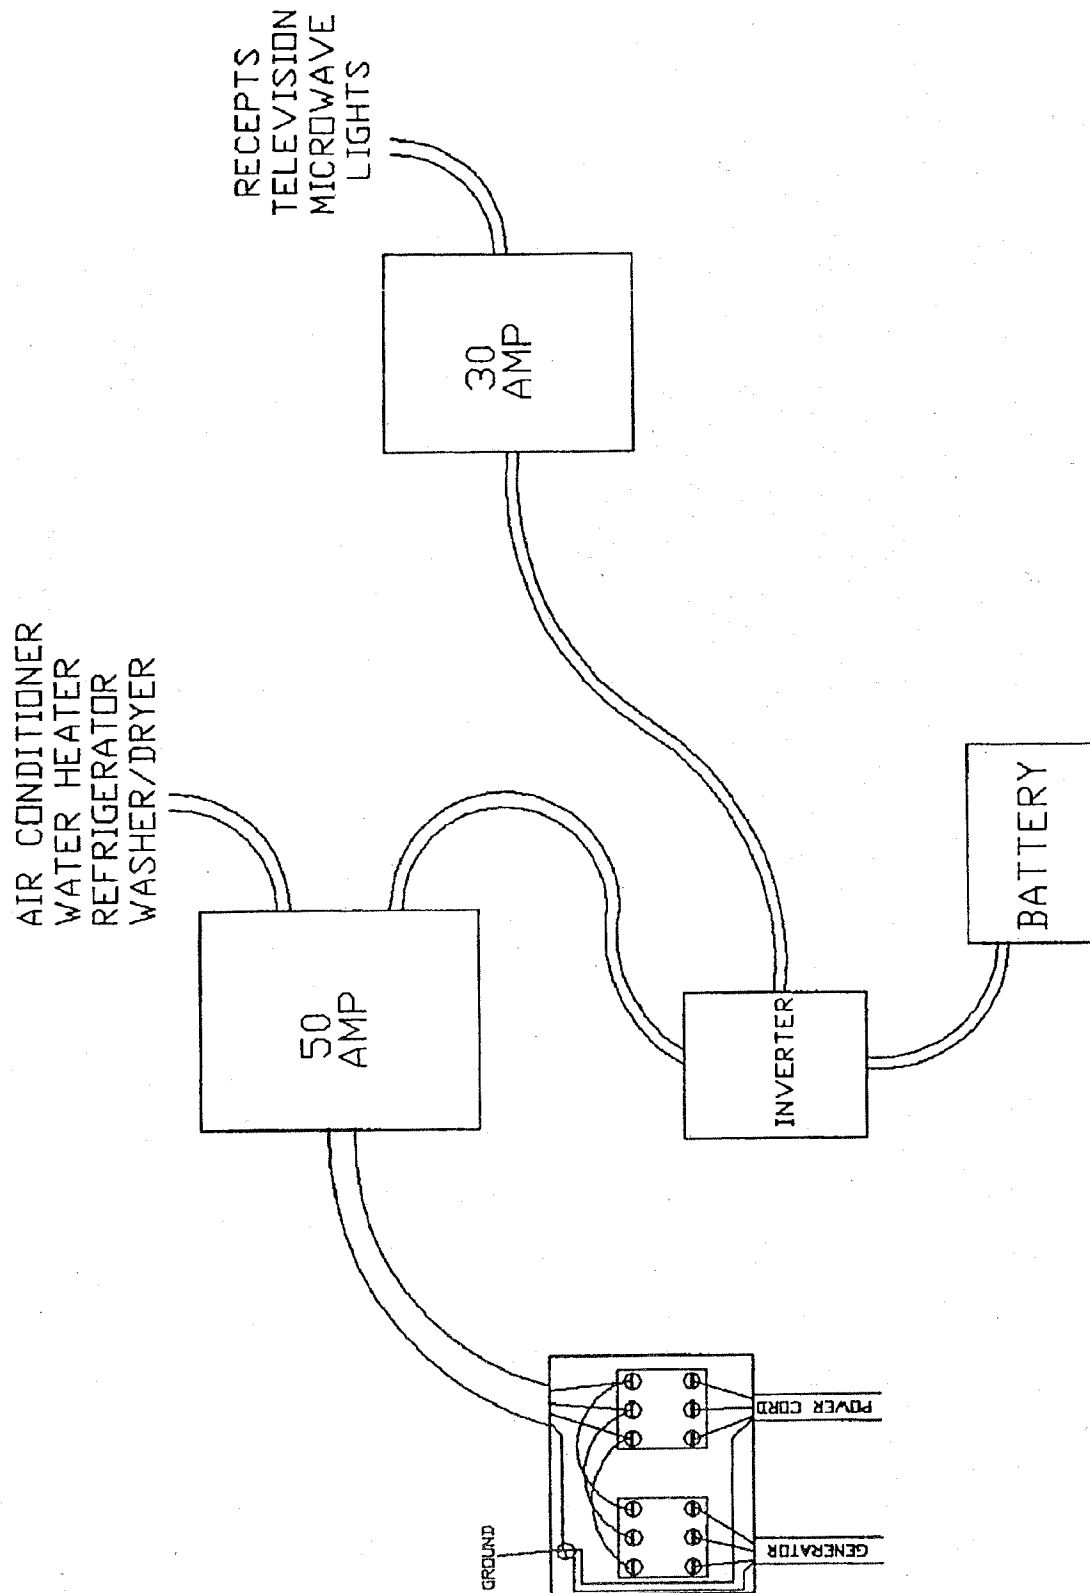 AIR CONDITIONER
WATER HEATER
REFRIGERATOR
WASHER/DRYER
RECEPTS
TELEVISION
MICROWAVE
LIGHTS
50
AMP
30
AMP
INVERTER
BATTERY
GROUND
GENERATOR
POWER CORD